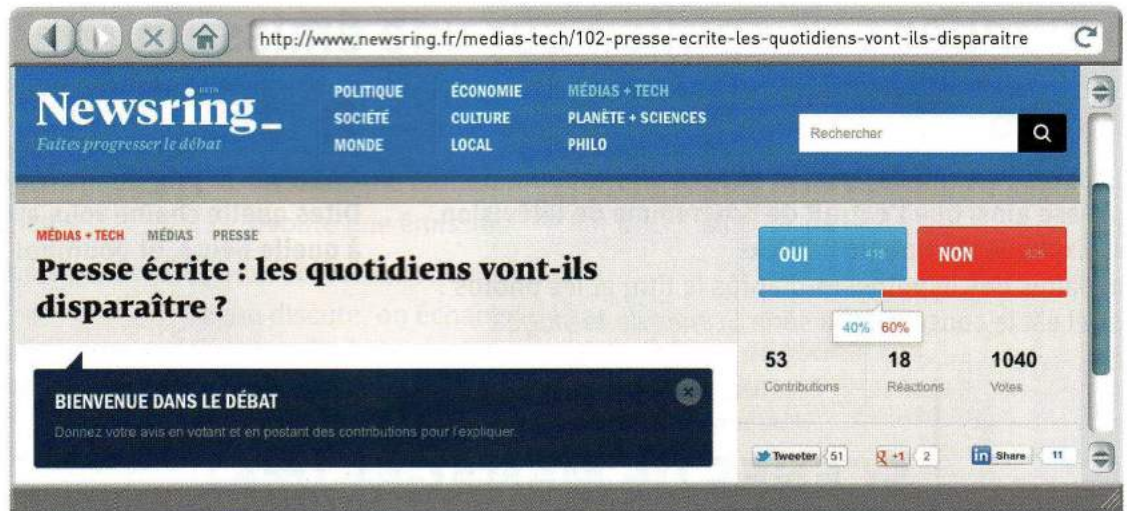 http://www.newsring.fr/medias-tech/102-presse-ecrite-les-quotidiens-vont-ils-disparaitre
Newsring_
BETA
Faites progresser le débat
POLITIQUE ÉCONOMIE MÉDIAS + TECH
SOCIÉTÉ CULTURE PLANÈTE + SCIENCES
MONDE LOCAL PHILO
Rechercher
MÉDIAS + TECH MÉDIAS PRESSE
Presse écrite : les quotidiens vont-ils
disparaître ?
BIENVENUE DANS LE DÉBAT
Donnez votre avis en votant et en postant des contributions pour l'expliquer.
OUI NON
40% 60%
53 18 1040
Contributions Réactions Votes
Tweeter 51 g +1 2 in Share 11